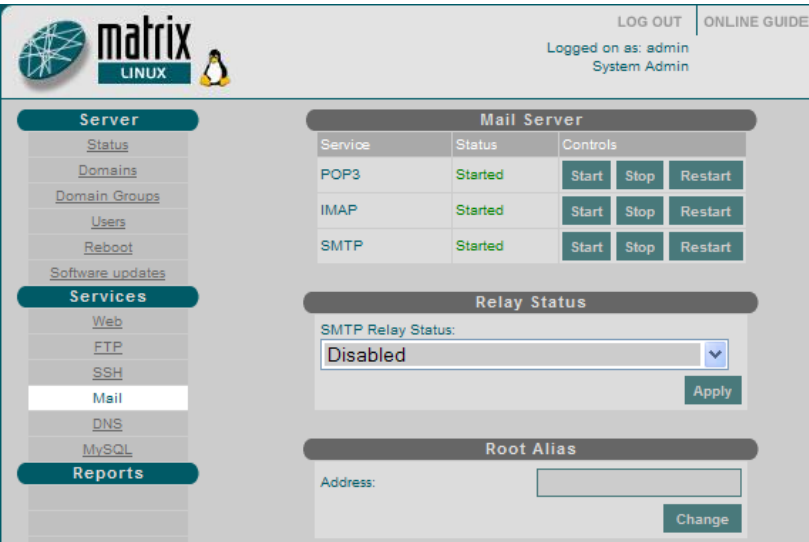 matrix
LINUX
LOG OUT
ONLINE GUIDE
Logged on as: admin
System Admin
Server
Status
Domains
Domain Groups
Users
Reboot
Software updates
Services
Web
FTP
SSH
Mail
DNS
MySQL
Reports
Mail Server
Service Status Controls
POP3 Started Start Stop Restart
IMAP Started Start Stop Restart
SMTP Started Start Stop Restart
Relay Status
SMTP Relay Status:
Disabled
Apply
Root Alias
Address:
Change